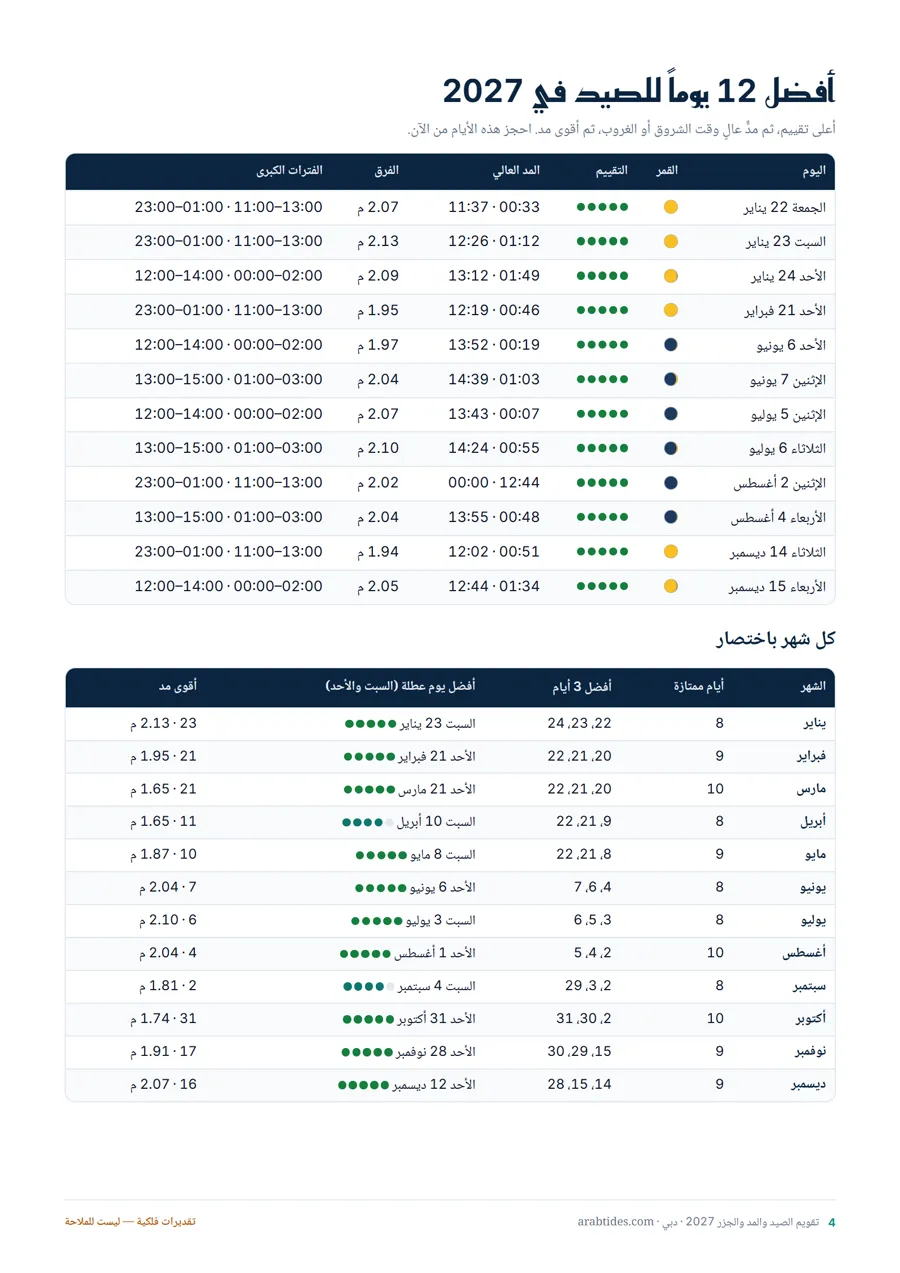 أفضل 12 يوماً للصيد في 2027
أعلى تقييم، ثم مدٌّ عالٍ وقت الشروق أو الغروب، ثم أقوى مد. احجز هذه الأيام من الآن.
اليوم القمر التقييم المد العالي الفرق الفترات الكبرى
الجمعة 22 يناير ●●●●● 00:33 · 11:37 2.07 م 11:00–13:00 · 23:00–01:00
السبت 23 يناير ●●●●● 01:12 · 12:26 2.13 م 11:00–13:00 · 23:00–01:00
الأحد 24 يناير ●●●●● 01:49 · 13:12 2.09 م 00:00–02:00 · 12:00–14:00
الأحد 21 فبراير ●●●●● 00:46 · 12:19 1.95 م 11:00–13:00 · 23:00–01:00
الأحد 6 يونيو ●●●●● 00:19 · 13:52 1.97 م 00:00–02:00 · 12:00–14:00
الإثنين 7 يونيو ●●●●● 01:03 · 14:39 2.04 م 01:00–03:00 · 13:00–15:00
الإثنين 5 يوليو ●●●●● 00:07 · 13:43 2.07 م 00:00–02:00 · 12:00–14:00
الثلاثاء 6 يوليو ●●●●● 00:55 · 14:24 2.10 م 01:00–03:00 · 13:00–15:00
الإثنين 2 أغسطس ●●●●● 12:44 · 00:00 2.02 م 11:00–13:00 · 23:00–01:00
الأربعاء 4 أغسطس ●●●●● 00:48 · 13:55 2.04 م 01:00–03:00 · 13:00–15:00
الثلاثاء 14 ديسمبر ●●●●● 00:51 · 12:02 1.94 م 11:00–13:00 · 23:00–01:00
الأربعاء 15 ديسمبر ●●●●● 01:34 · 12:44 2.05 م 00:00–02:00 · 12:00–14:00
كل شهر باختصار
الشهر أيام ممتازة أفضل 3 أيام أفضل يوم عطلة (السبت والأحد) أقوى مد
يناير 8 22، 23، 24 السبت 23 يناير ●●●●● 23 · 2.13 م
فبراير 9 20، 21، 22 الأحد 21 فبراير ●●●●● 21 · 1.95 م
مارس 10 20، 21، 22 الأحد 21 مارس ●●●●● 21 · 1.65 م
أبريل 8 9، 21، 22 السبت 10 أبريل ●●●●● 11 · 1.65 م
مايو 9 8، 21، 22 السبت 8 مايو ●●●●● 10 · 1.87 م
يونيو 8 4، 6، 7 الأحد 6 يونيو ●●●●● 7 · 2.04 م
يوليو 8 3، 5، 6 السبت 3 يوليو ●●●●● 6 · 2.10 م
أغسطس 10 2، 4، 5 الأحد 1 أغسطس ●●●●● 4 · 2.04 م
سبتمبر 8 2، 3، 29 السبت 4 سبتمبر ●●●●● 2 · 1.81 م
أكتوبر 10 2، 30، 31 الأحد 31 أكتوبر ●●●●● 31 · 1.74 م
نوفمبر 9 15، 29، 30 الأحد 28 نوفمبر ●●●●● 17 · 1.91 م
ديسمبر 9 14، 15، 28 الأحد 12 ديسمبر ●●●●● 16 · 2.07 م
4 تقويم الصيد والمد والجزر 2027 · دبي · arabtides.com
تقديرات فلكية — ليست للملاحة